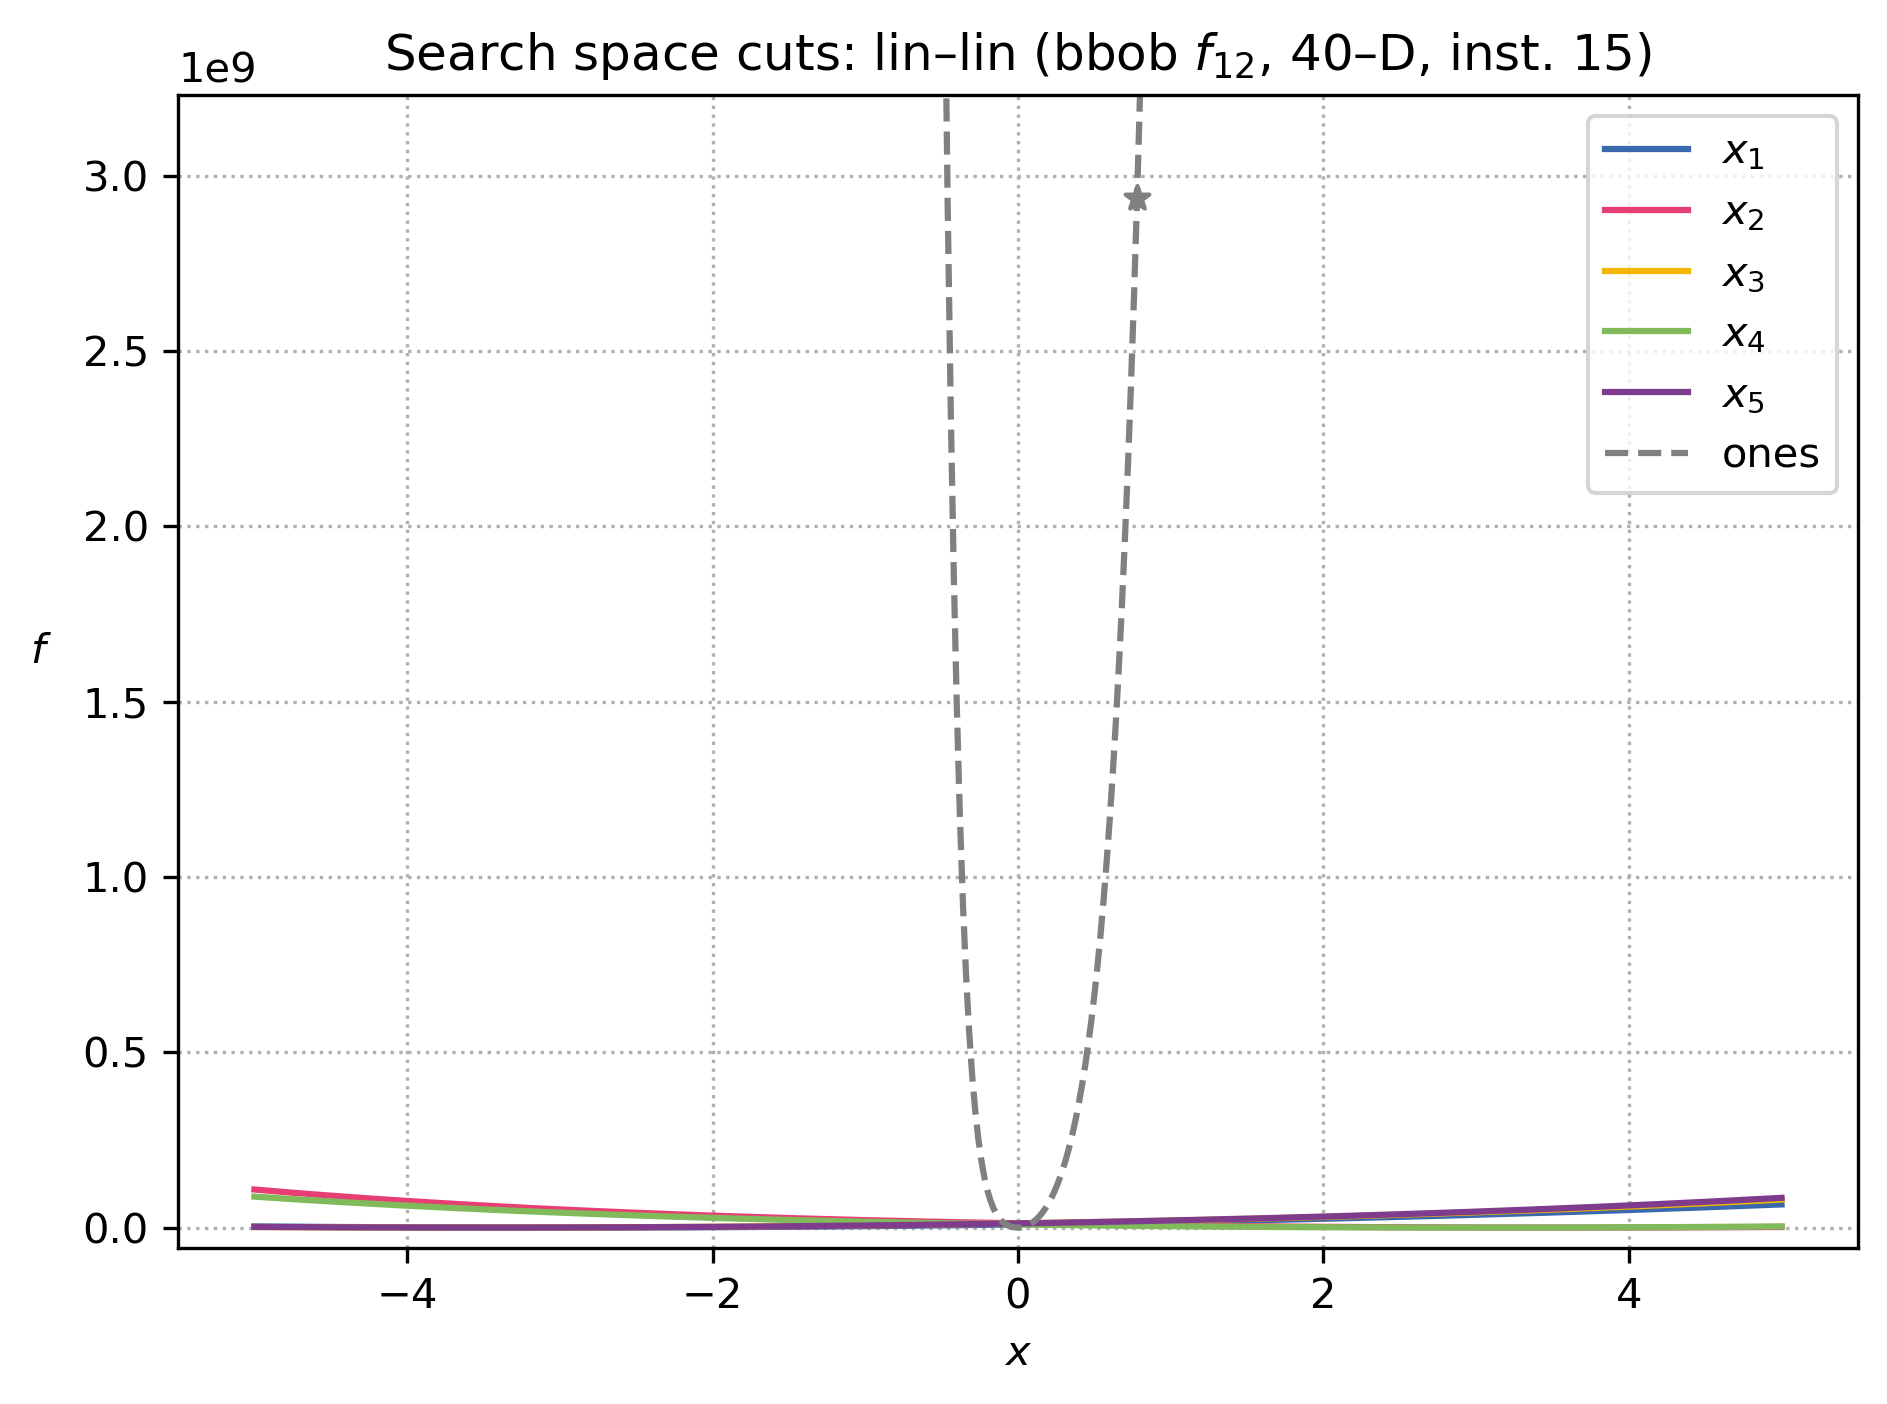 Search space cuts: lin–lin (bbob f12, 40–D, inst. 15)
1e9
3.0
2.5
2.0
1.5
1.0
0.5
0.0
f
−4
−2
0
2
4
x
x1
x2
x3
x4
x5
ones